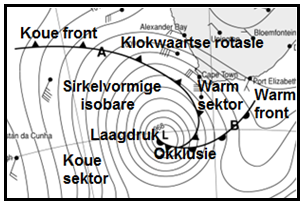 Alexander Bay
Koue front
Klokwaartse rotasie
Bloemfontein
A
Cape Town
Port Elizabeth
Sirkelvormige
isobare
Warm
sektor
Warm
front
Laagdruk
L
B
Okklusie
tan da Cunha
Koue
sektor